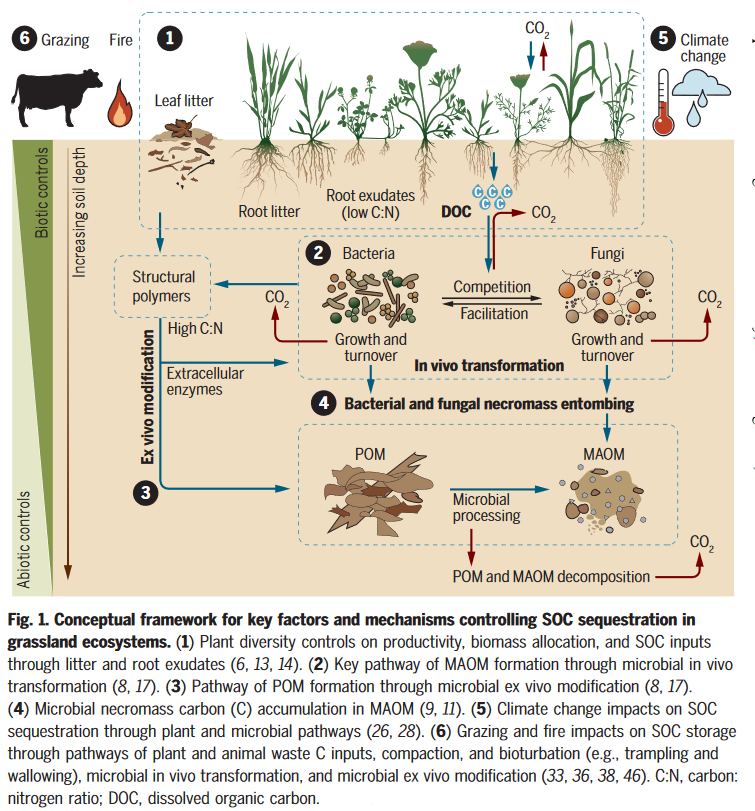 6 Grazing Fire
1
CO2
5 Climate
change
Leaf litter
Biotic controls
Increasing soil depth
Root litter
Root exudates
(low C:N)
DOC
C C C
C C
CO2
2 Bacteria
Fungi
Structural
polymers
CO2
Competition
Facilitation
CO2
High C:N
Growth and
turnover
Growth and
turnover
In vivo transformation
Extracellular
enzymes
Ex vivo modification
4 Bacterial and fungal necromass entombing
POM
MAOM
3
Microbial
processing
Abiotic controls
CO2
POM and MAOM decomposition
Fig. 1. Conceptual framework for key factors and mechanisms controlling SOC sequestration in
grassland ecosystems. (1) Plant diversity controls on productivity, biomass allocation, and SOC inputs
through litter and root exudates (6, 13, 14). (2) Key pathway of MAOM formation through microbial in vivo
transformation (8, 17). (3) Pathway of POM formation through microbial ex vivo modification (8, 17).
(4) Microbial necromass carbon (C) accumulation in MAOM (9, 11). (5) Climate change impacts on SOC
sequestration through plant and microbial pathways (26, 28). (6) Grazing and fire impacts on SOC storage
through pathways of plant and animal waste C inputs, compaction, and bioturbation (e.g., trampling and
wallowing), microbial in vivo transformation, and microbial ex vivo modification (33, 36, 38, 46). C:N, carbon:
nitrogen ratio; DOC, dissolved organic carbon.